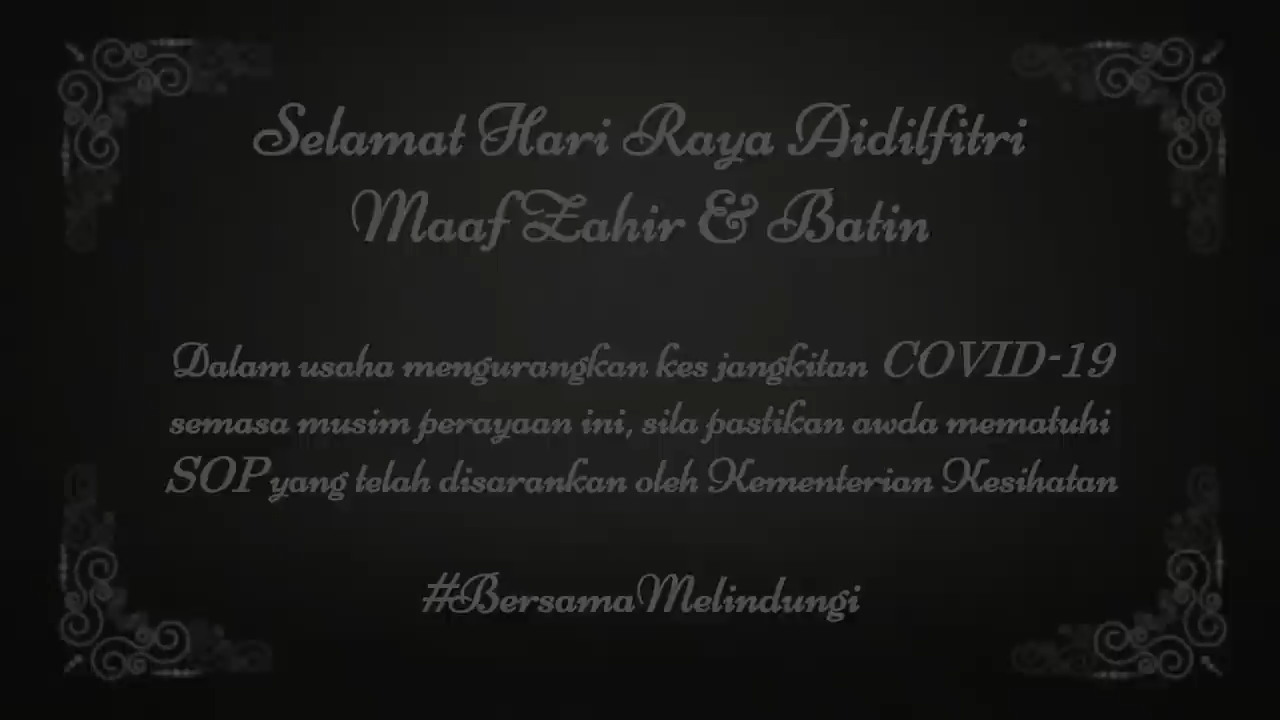 Selamat Hari Raya Aidilfitri
Maaf Zahir & Batin
Dalam usaha mengurangkan kes jangkitan COVID-19
semasa musim perayaan ini, sila pastikan awda mematuhi
SOP yang telah disarankan oleh Kementerian Kesihatan
#BersamaMelindungi